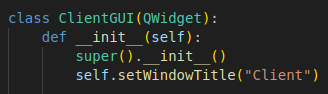 class ClientGUI(QWidget):
    def __init__(self):
        super().__init__()
        self.setWindowTitle("Client")